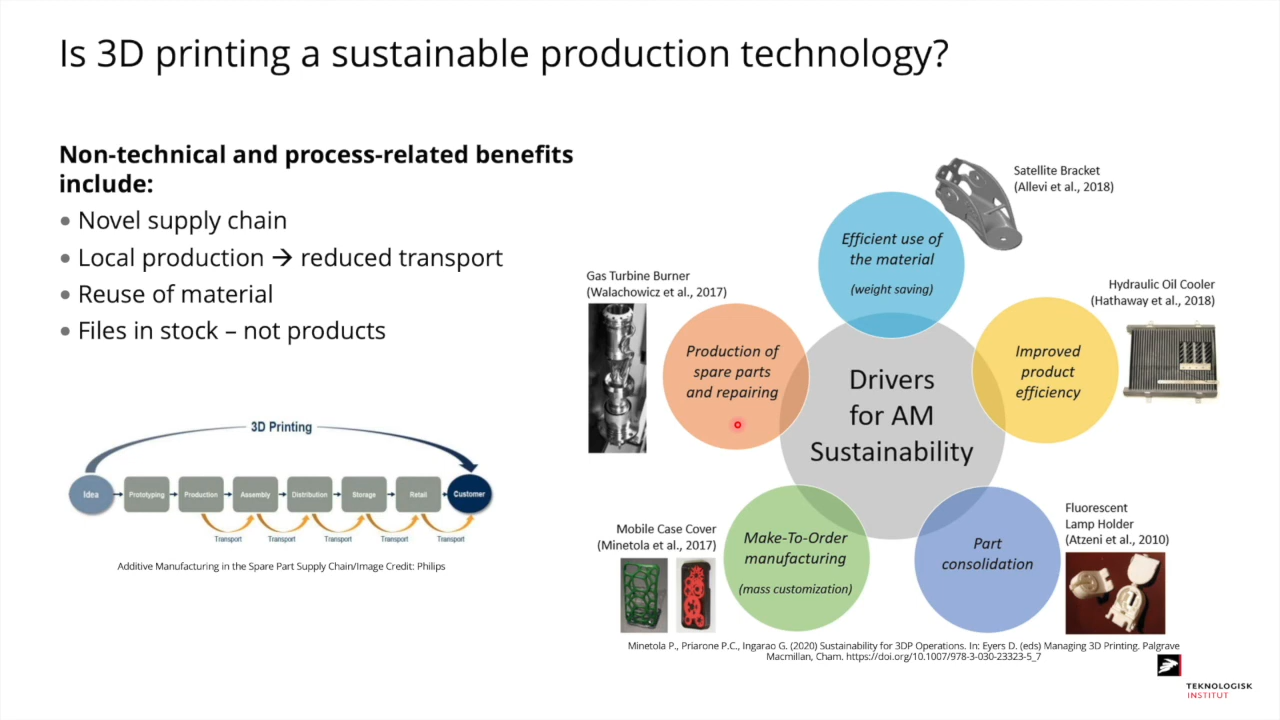 Is 3D printing a sustainable production technology?
Non-technical and process-related benefits
include:
• Novel supply chain
• Local production → reduced transport
• Reuse of material
• Files in stock – not products
3D Printing
Idea
Prototyping
Production
Assembly
Distribution
Storage
Retail
Customer
Transport
Transport
Transport
Transport
Transport
Additive Manufacturing in the Spare Part Supply Chain/Image Credit: Philips
Satellite Bracket
(Allevi et al., 2018)
Efficient use of
the material
(weight saving)
Gas Turbine Burner
(Walachowicz et al., 2017)
Hydraulic Oil Cooler
(Hathaway et al., 2018)
Production of
spare parts
and repairing
Improved
product
efficiency
Drivers
for AM
Sustainability
Mobile Case Cover
(Minetola et al., 2017)
Make-To-Order
manufacturing
(mass customization)
Part
consolidation
Fluorescent
Lamp Holder
(Atzeni et al., 2010)
Minetola P., Priarone P.C., Ingarao G. (2020) Sustainability for 3DP Operations. In: Eyers D. (eds) Managing 3D Printing. Palgrave
Macmillan, Cham. https://doi.org/10.1007/978-3-030-23323-5_7
TEKNOLOGISK
INSTITUT